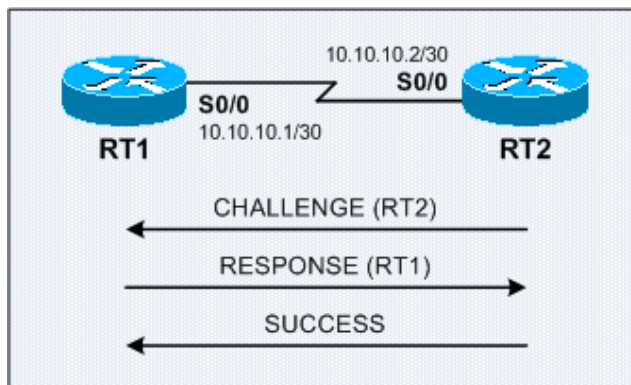 10.10.10.2/30
S0/0
S0/0
10.10.10.1/30
RT1
RT2
CHALLENGE (RT2)
RESPONSE (RT1)
SUCCESS